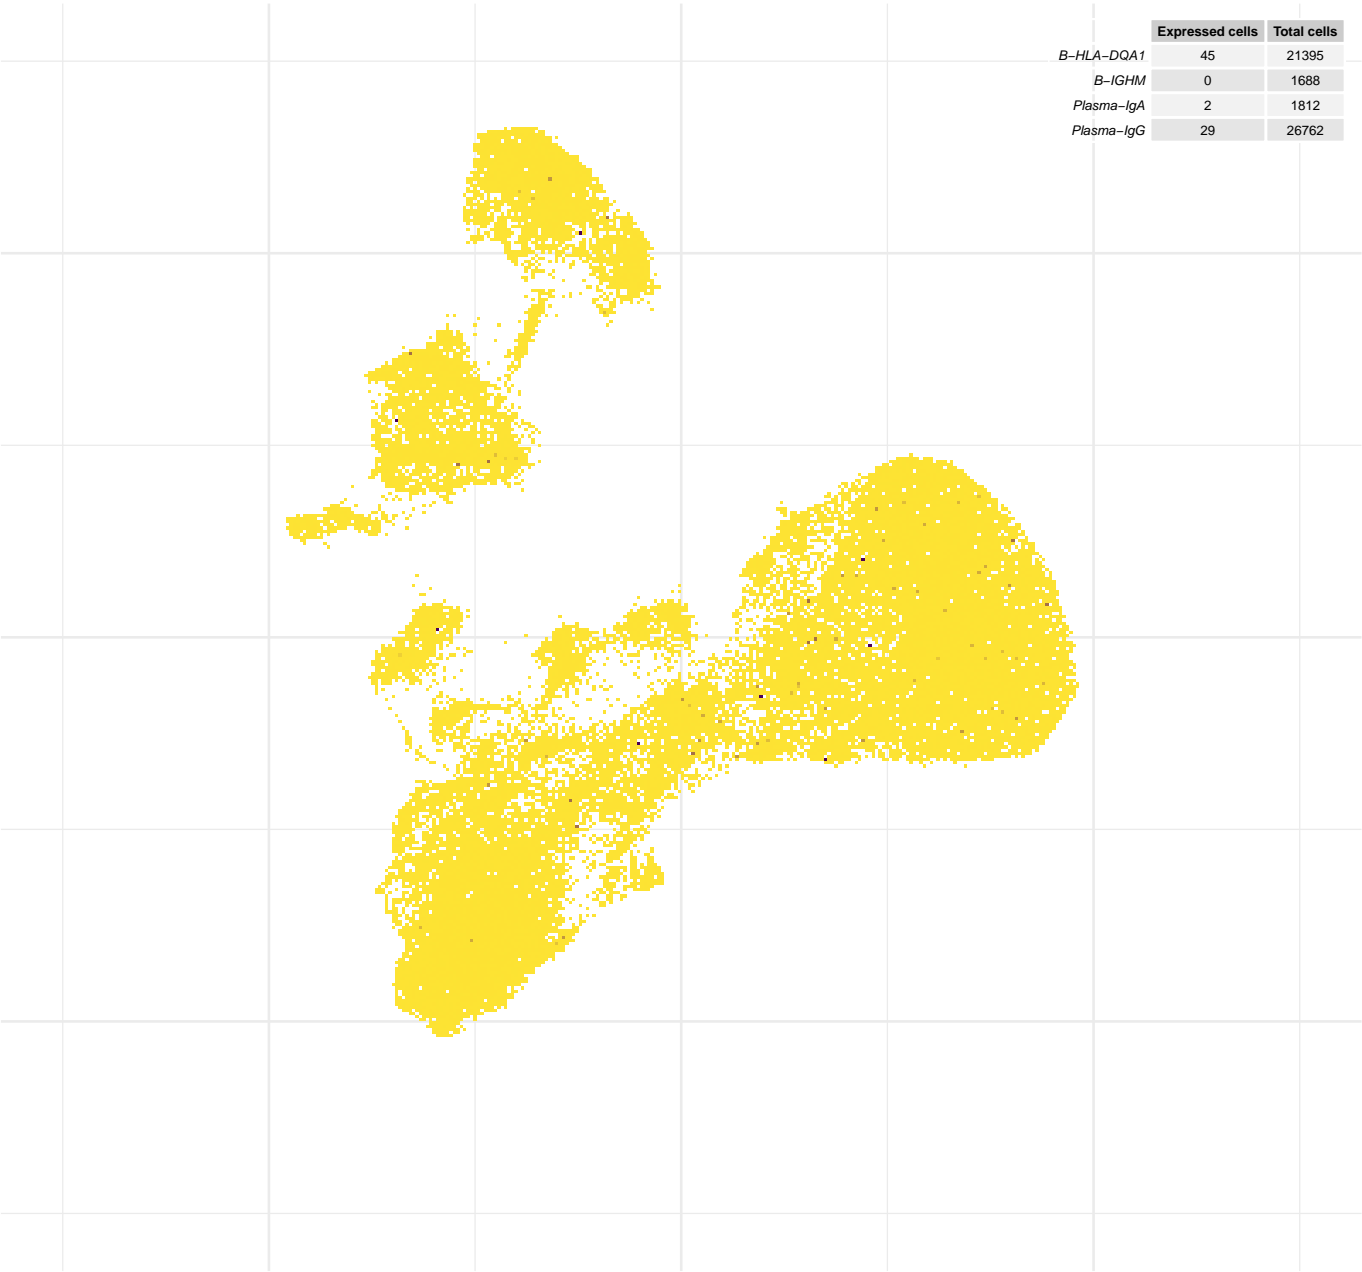 Expressed cells Total cells
B−HLA−DQA1 45 21395
B−IGHM 0 1688
Plasma−IgA 2 1812
Plasma−IgG 29 26762